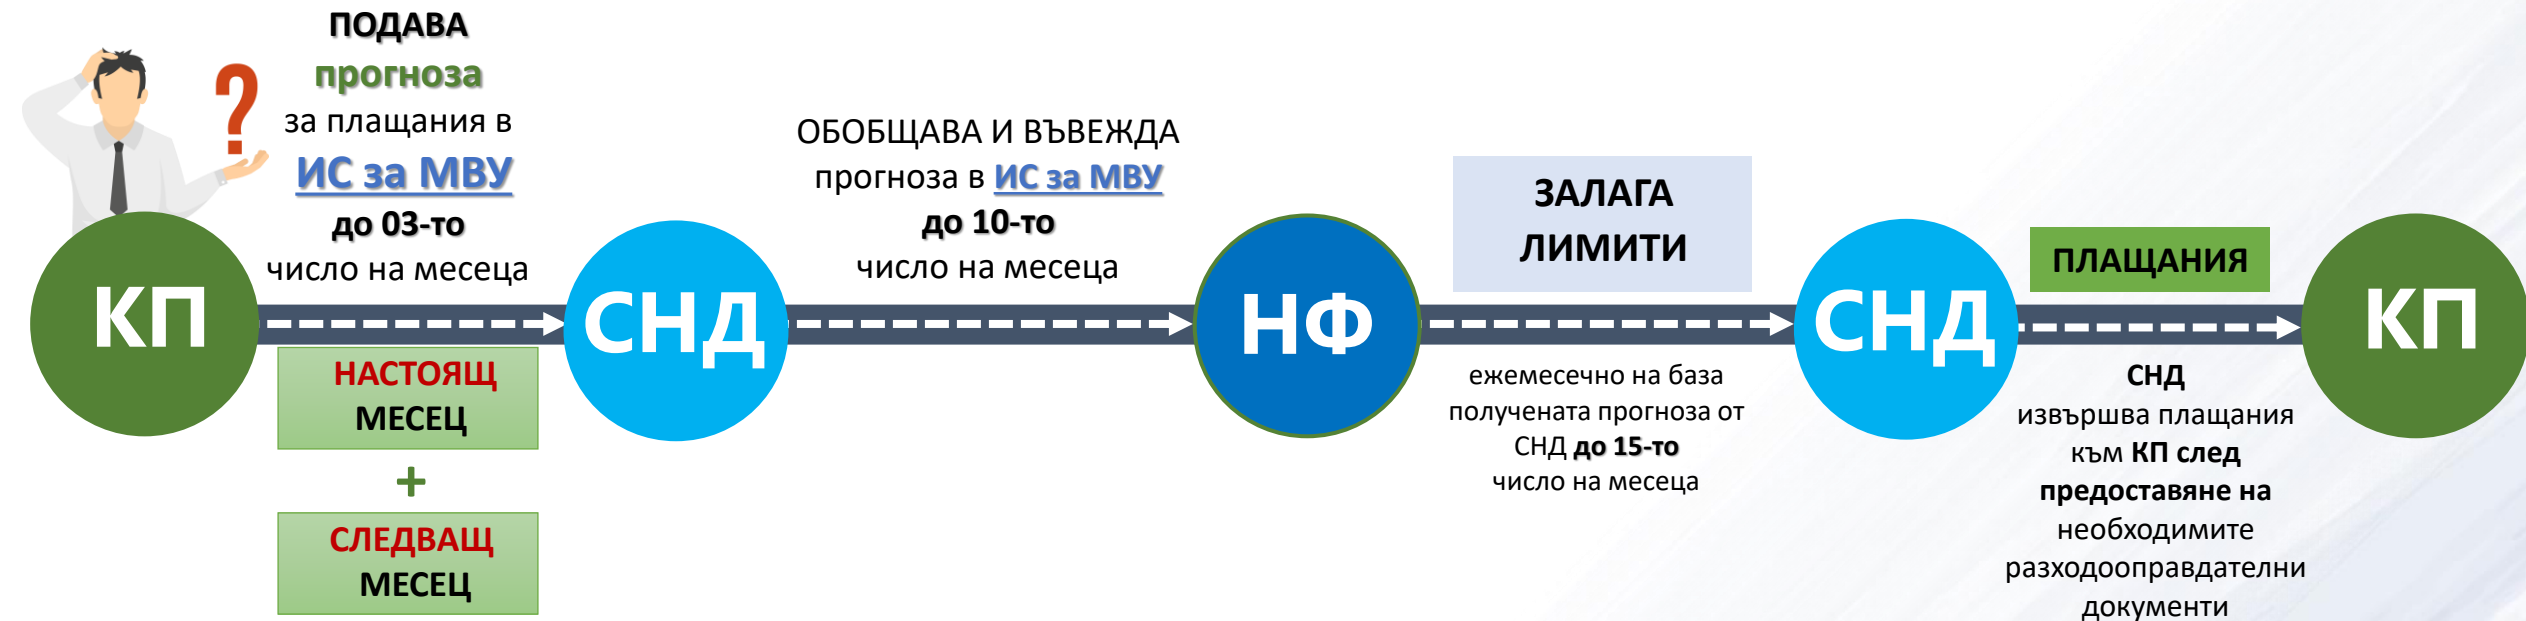 ПОДАВА
прогноза
за плащания в
ИС за МВУ
до 03-то
число на месеца
?
КП
НАСТОЯЩ
МЕСЕЦ
+
СЛЕДВАЩ
МЕСЕЦ
СНД
ОБОБЩАВА И ВЪВЕЖДА
прогноза в ИС за МВУ
до 10-то
число на месеца
НФ
ЗАЛАГА
ЛИМИТИ
ежемесечно на база
получената прогноза от
СНД до 15-то
число на месеца
СНД
ПЛАЩАНИЯ
СНД
извършва плащания
към КП след
предоставяне на
необходимите
разходооправдателни
документи
КП